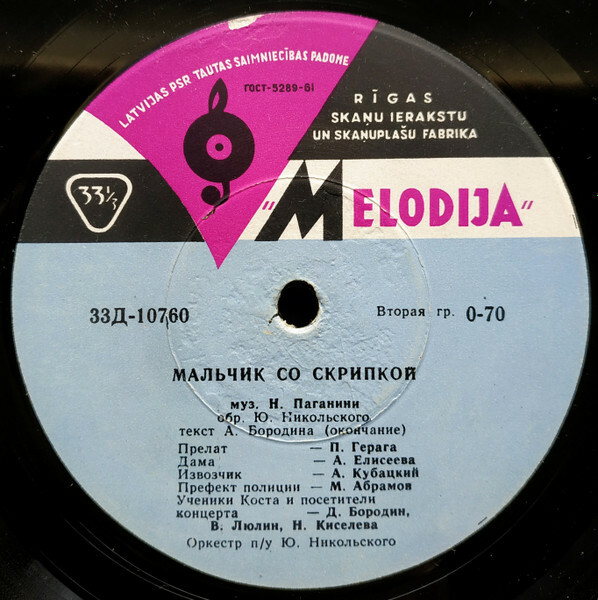 LATVIJAS PSR TAUTAS SAIMNIECĪBAS PADOME
ГОСТ-5289-61
RĪGAS
SKAŅU IERAKSTU
UN SKAŅUPLAŠU FABRIKA
33⅓
"MELODIJA"
33Д-10760
Вторая гр. 0-70
МАЛЬЧИК СО СКРИПКОЙ
муз. Н. Паганини
обр. Ю. Никольского
текст А. Бородина (окончание)
Прелат — П. Герага
Дама — А. Елисеева
Извозчик — А. Кубацкий
Префект полиции — М. Абрамов
Ученики Коста и посетители
концерта — Д. Бородин,
В. Люлин, Н. Киселева
Оркестр п/у Ю. Никольского